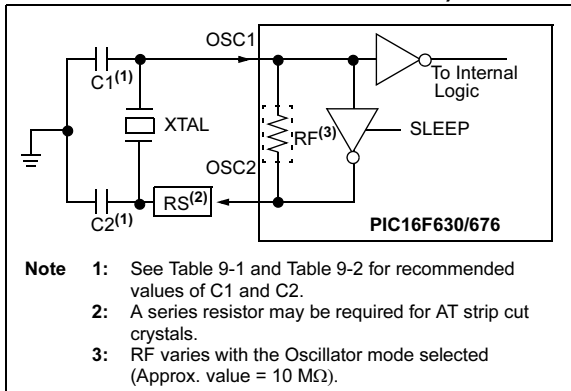 OSC1
To Internal
Logic
C1(1)
XTAL
RF(3)
SLEEP
OSC2
RS(2)
C2(1)
PIC16F630/676
Note 1: See Table 9-1 and Table 9-2 for recommended
values of C1 and C2.
2: A series resistor may be required for AT strip cut
crystals.
3: RF varies with the Oscillator mode selected
(Approx. value = 10 MΩ).